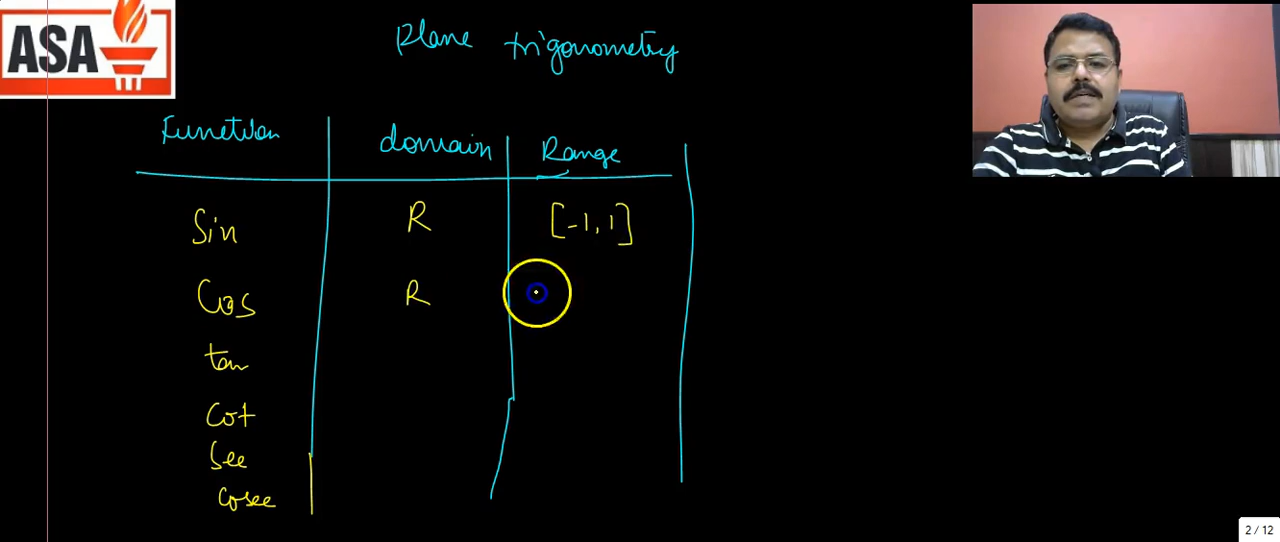 ASA
Plane trigonometry
Function domain Range
Sin R [-1, 1]
Cos R
tan
Cot
Sec
Cosec
2 / 12